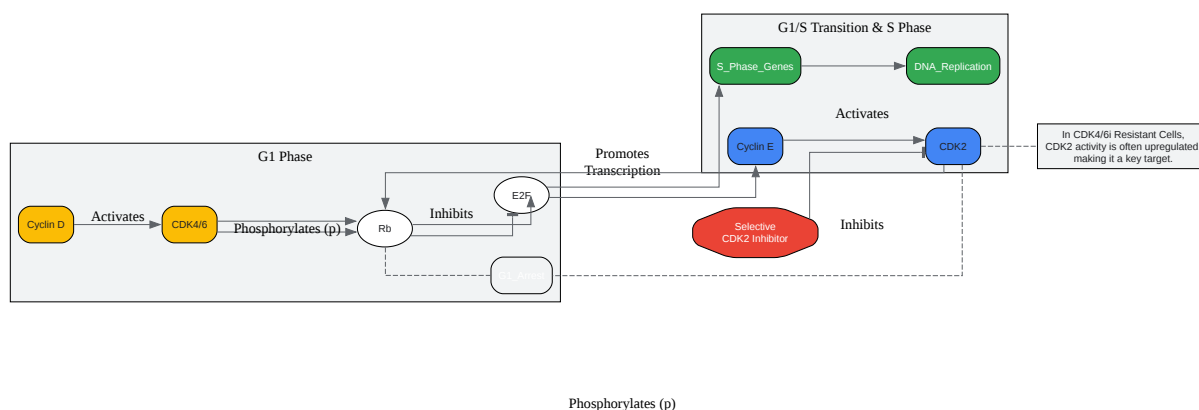 G1/S Transition & S Phase
S_Phase_Genes
DNA_Replication
Activates
Cyclin E
CDK2
In CDK4/6i Resistant Cells,
CDK2 activity is often upregulated,
making it a key target.
G1 Phase
Promotes
Transcription
E2F
Cyclin D
Activates
CDK4/6
Phosphorylates (p)
Rb
Inhibits
Selective
CDK2 Inhibitor
Inhibits
G1_Arrest
Phosphorylates (p)